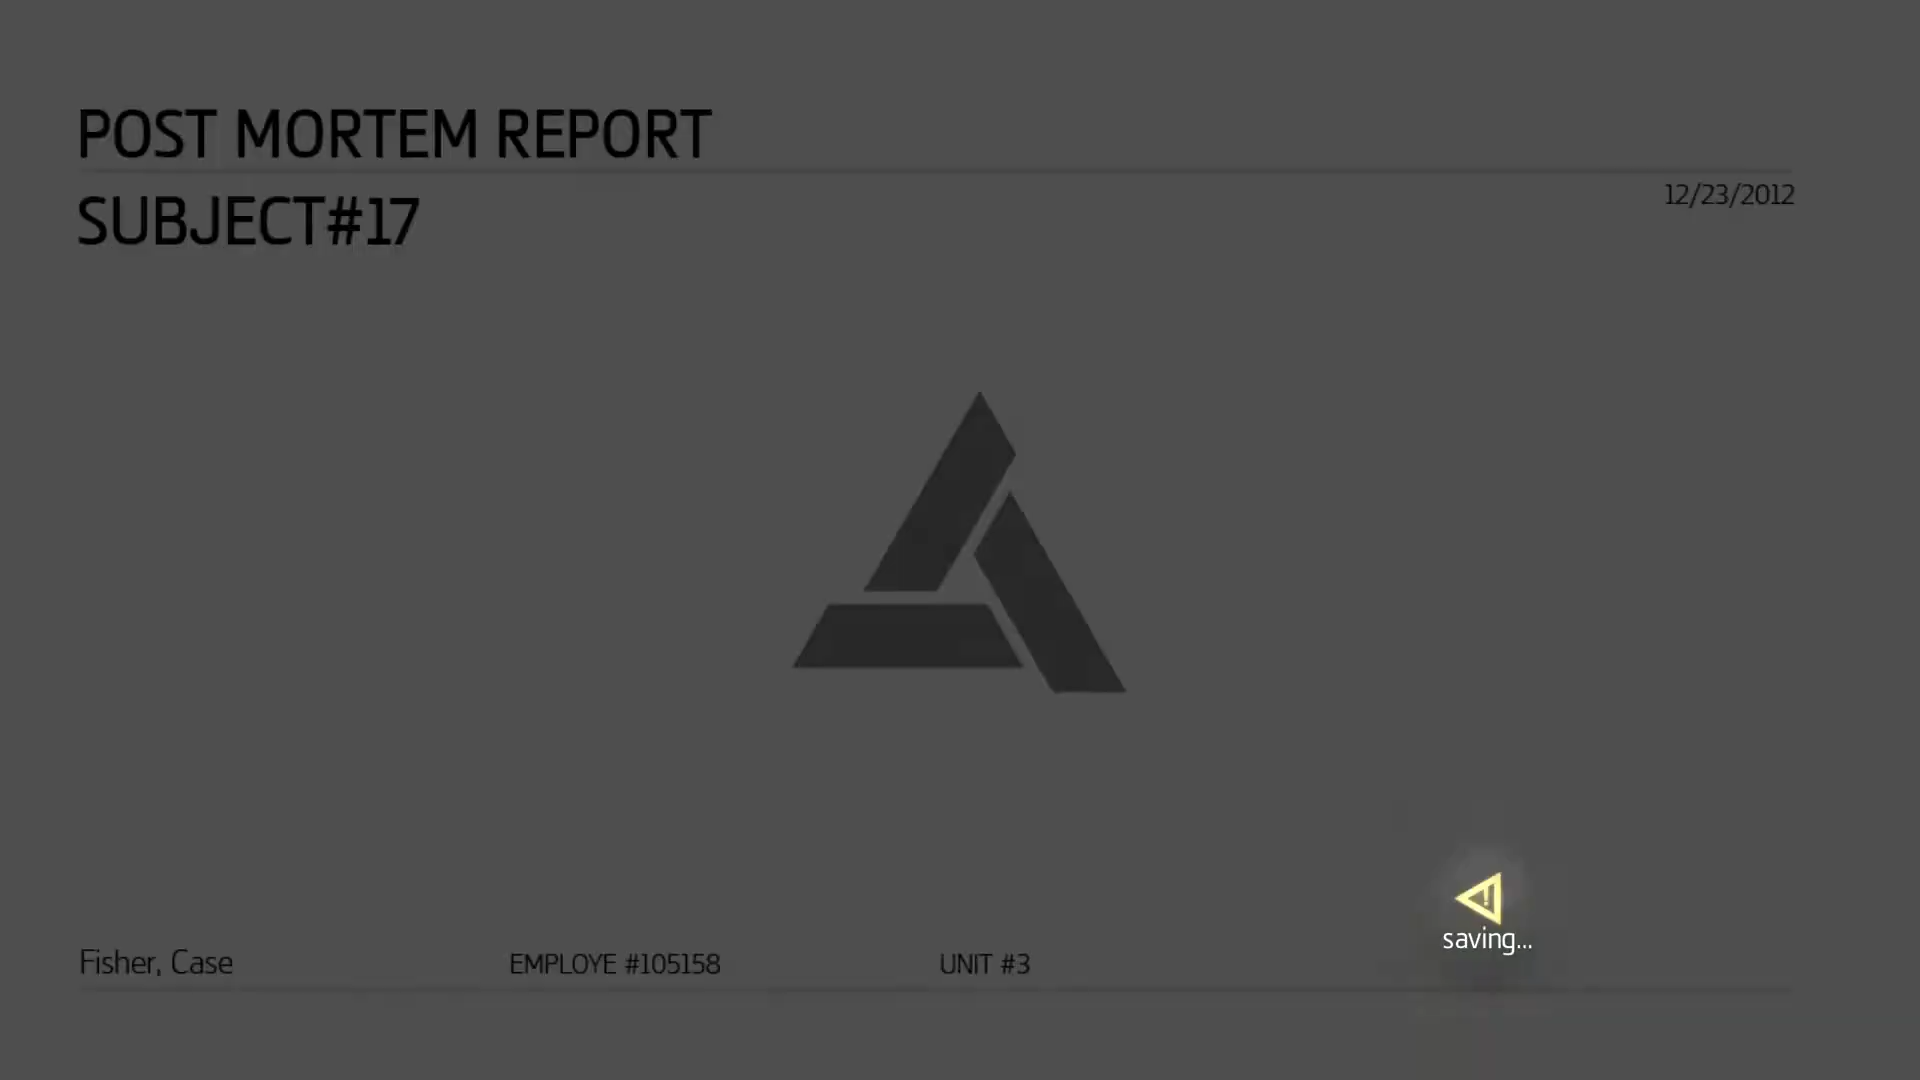 POST MORTEM REPORT
SUBJECT#17
12/23/2012
saving...
Fisher, Case
EMPLOYE #105158
UNIT #3